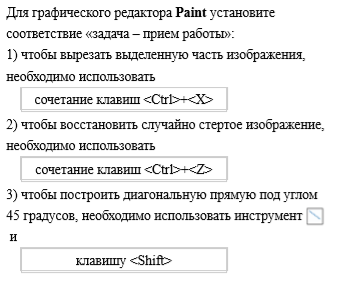 Для графического редактора Paint установите
соответствие «задача – прием работы»:
1) чтобы вырезать выделенную часть изображения,
необходимо использовать
сочетание клавиш <Ctrl>+<X>
2) чтобы восстановить случайно стертое изображение,
необходимо использовать
сочетание клавиш <Ctrl>+<Z>
3) чтобы построить диагональную прямую под углом
45 градусов, необходимо использовать инструмент
и
клавишу <Shift>